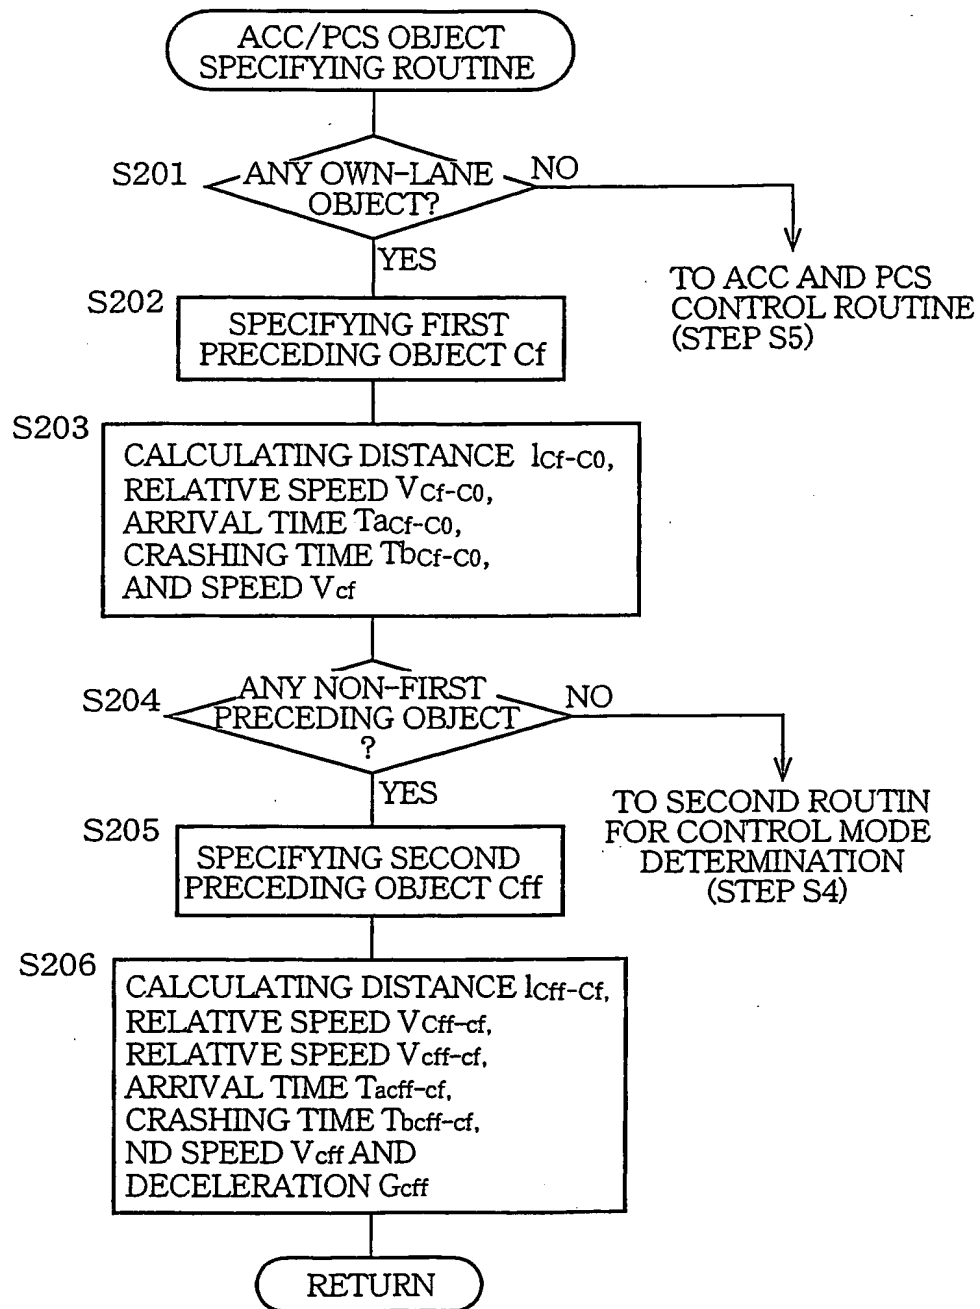 ACC/PCS OBJECT
SPECIFYING ROUTINE
S201
ANY OWN-LANE
OBJECT?
NO
YES
TO ACC AND PCS
CONTROL ROUTINE
(STEP S5)
S202
SPECIFYING FIRST
PRECEDING OBJECT Cf
S203
CALCULATING DISTANCE lCf-C0,
RELATIVE SPEED VCf-C0,
ARRIVAL TIME TaCf-C0,
CRASHING TIME TbCf-C0,
AND SPEED Vcf
S204
ANY NON-FIRST
PRECEDING OBJECT
?
NO
YES
TO SECOND ROUTIN
FOR CONTROL MODE
DETERMINATION
(STEP S4)
S205
SPECIFYING SECOND
PRECEDING OBJECT Cff
S206
CALCULATING DISTANCE lCff-Cf,
RELATIVE SPEED VCff-cf,
RELATIVE SPEED Vcff-cf,
ARRIVAL TIME Tacff-cf,
CRASHING TIME Tbcff-cf,
ND SPEED Vcff AND
DECELERATION Gcff
RETURN